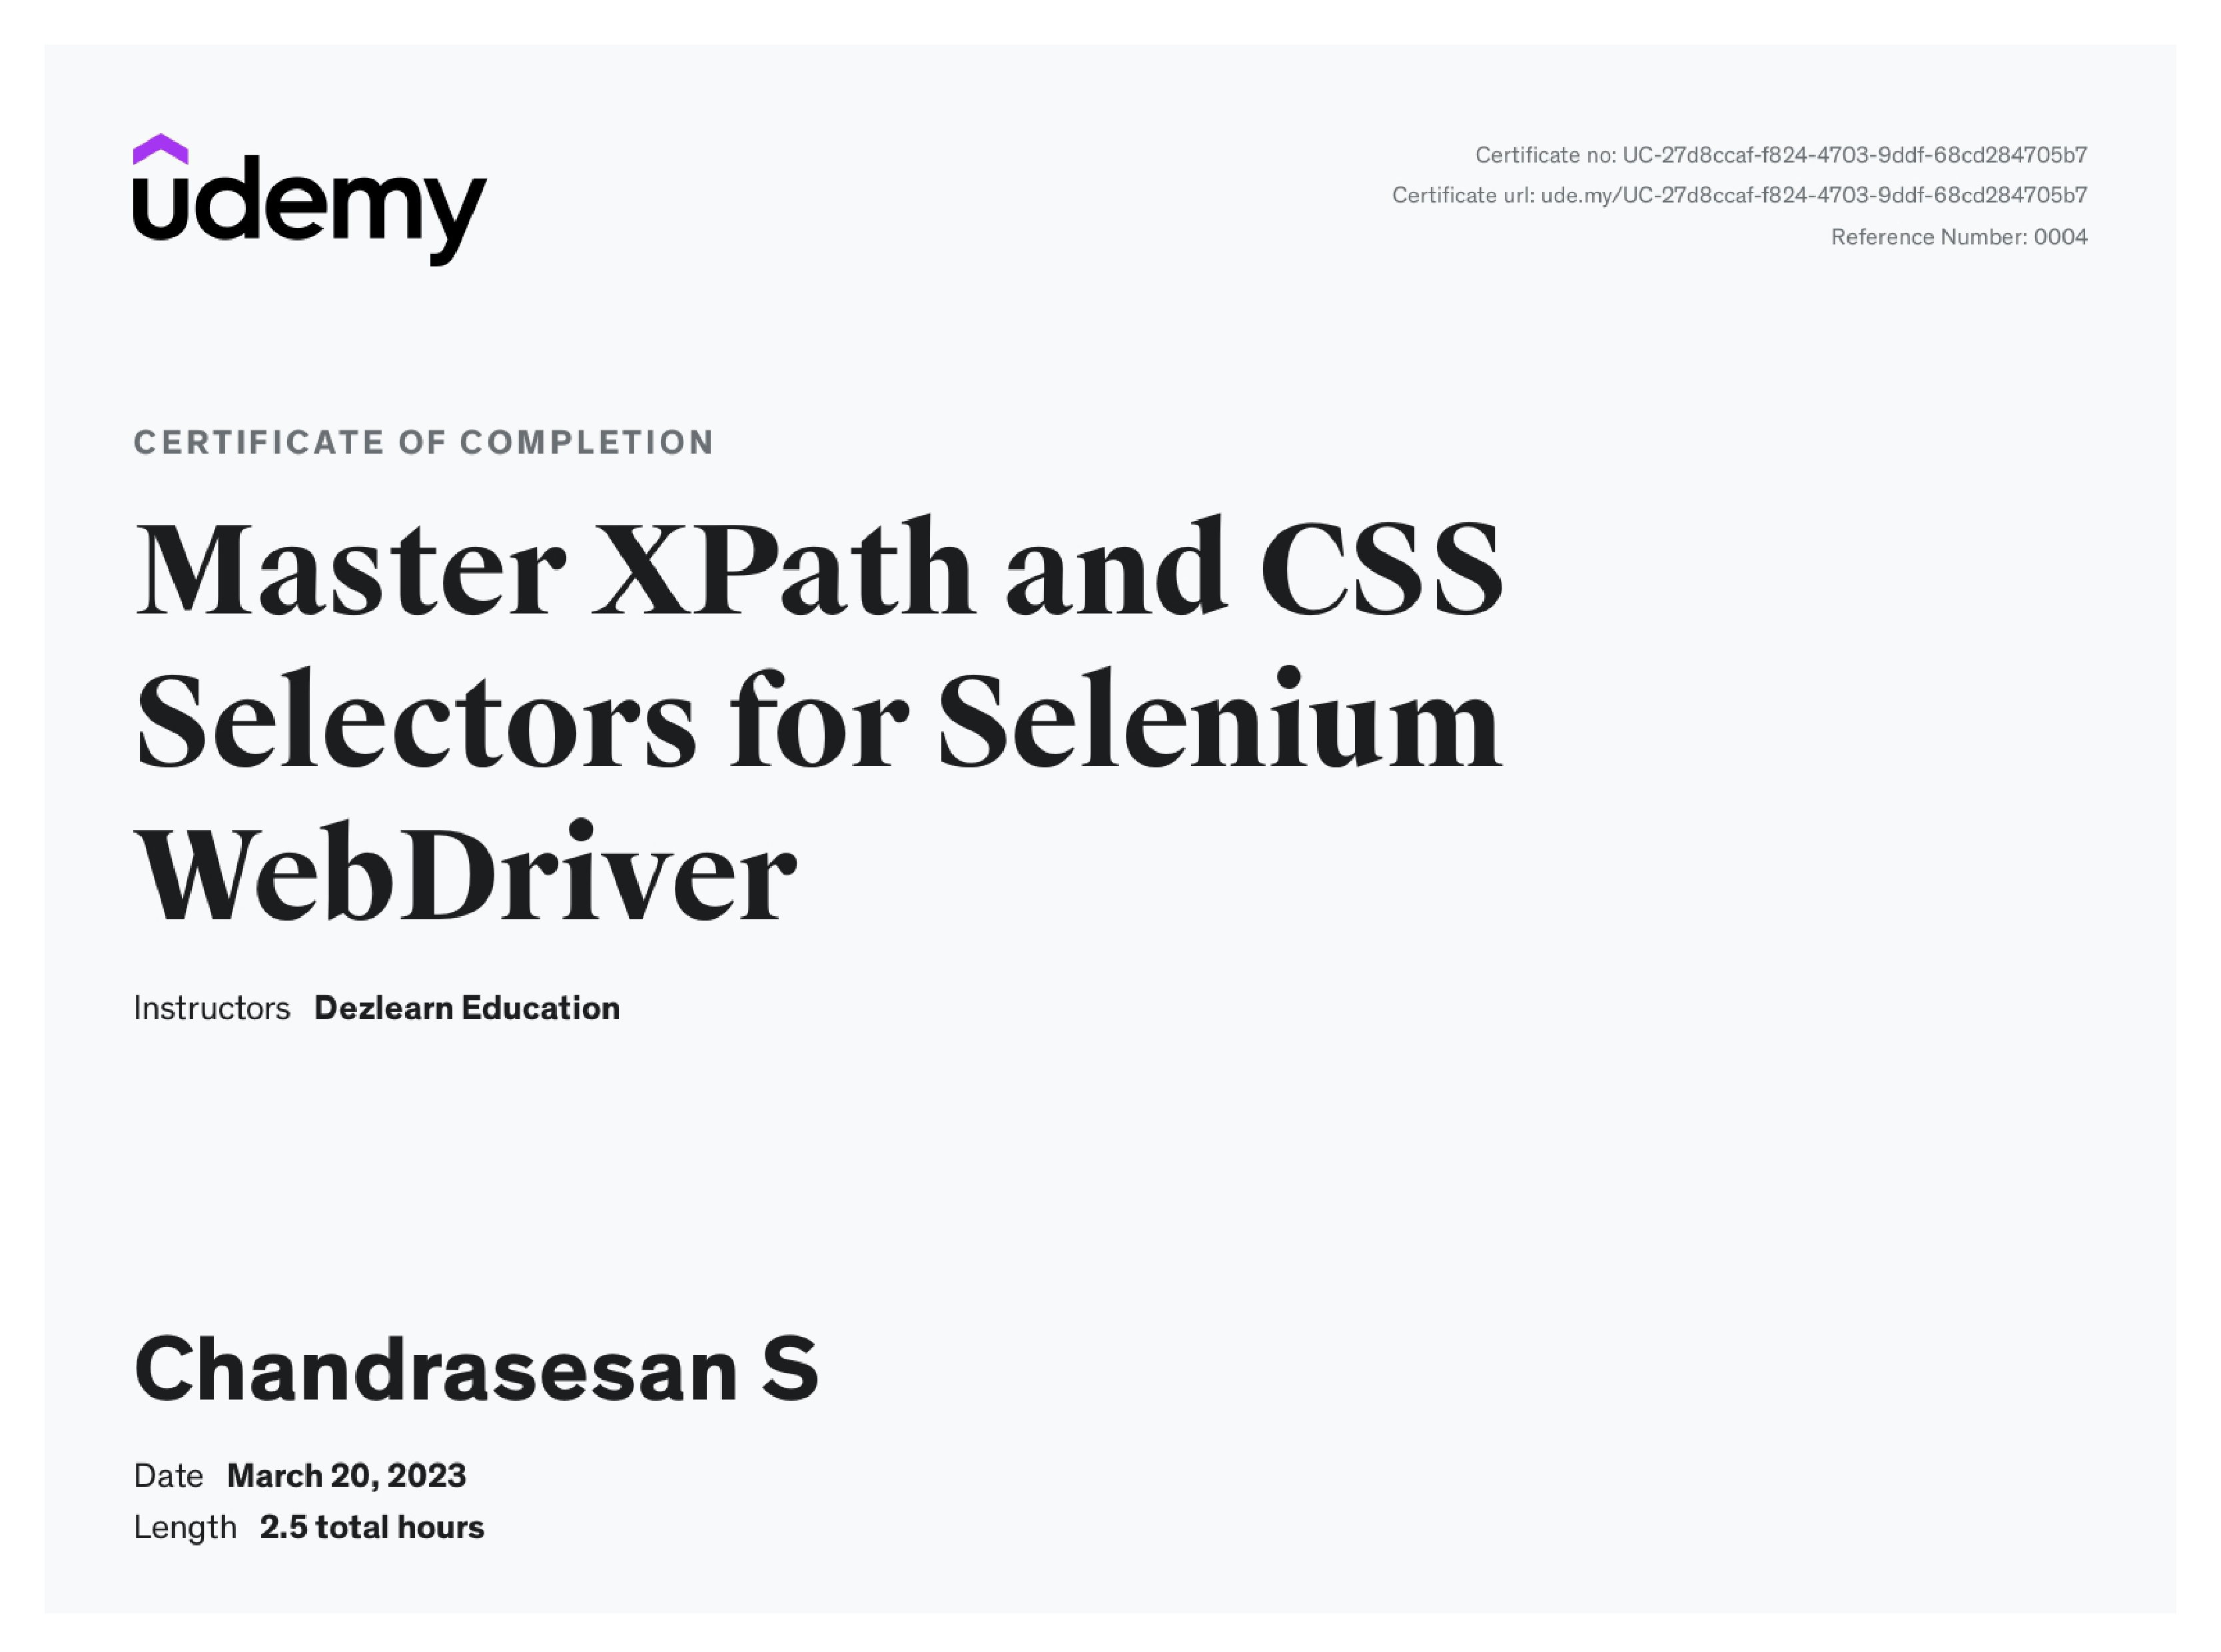 udemy
Certificate no: UC-27d8ccaf-f824-4703-9ddf-68cd284705b7
Certificate url: ude.my/UC-27d8ccaf-f824-4703-9ddf-68cd284705b7
Reference Number: 0004
CERTIFICATE OF COMPLETION
Master XPath and CSS
Selectors for Selenium
WebDriver
Instructors Dezlearn Education
Chandrasesan S
Date March 20, 2023
Length 2.5 total hours